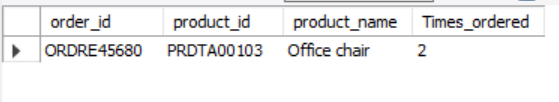 order_id product_id product_name Times_ordered
ORDRE45680 PRDTA00103 Office chair 2